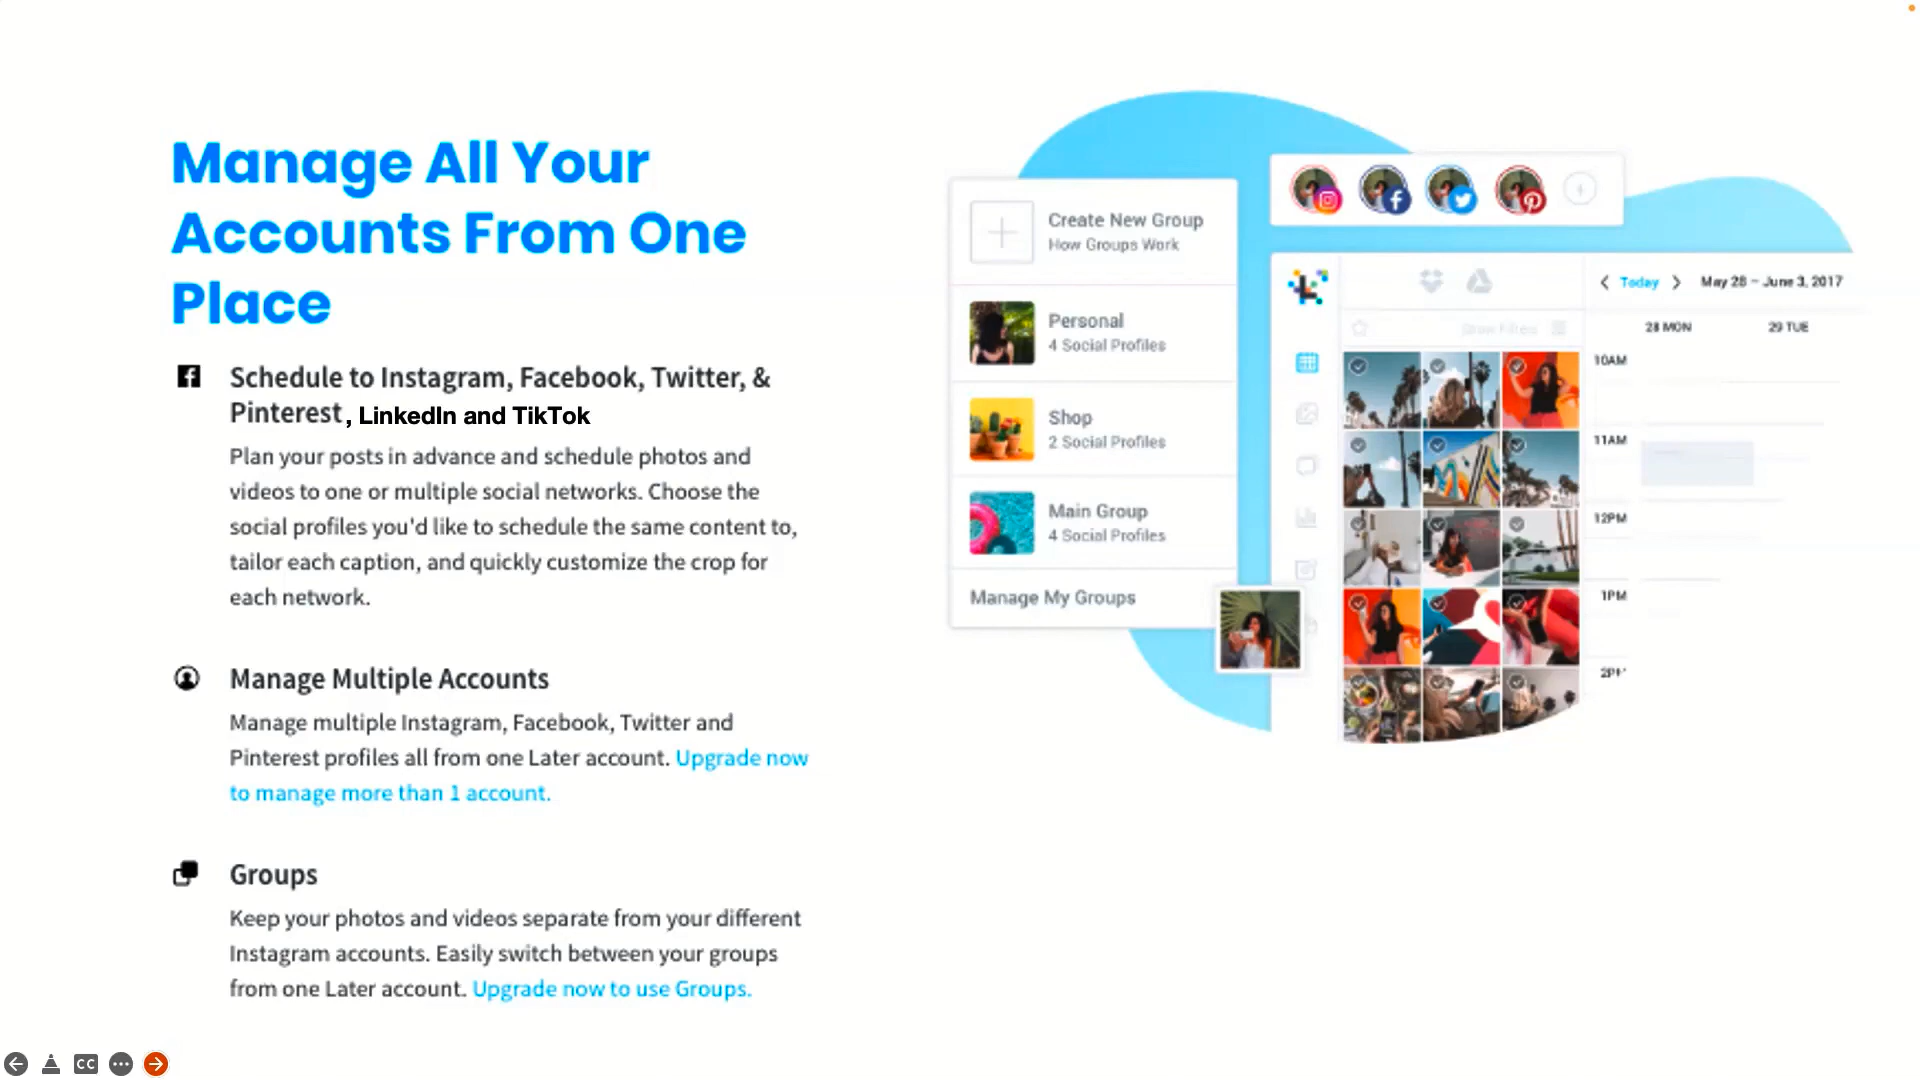 Manage All Your
Accounts From One
Place
Schedule to Instagram, Facebook, Twitter, &
Pinterest, LinkedIn and TikTok
Plan your posts in advance and schedule photos and
videos to one or multiple social networks. Choose the
social profiles you'd like to schedule the same content to,
tailor each caption, and quickly customize the crop for
each network.
Manage Multiple Accounts
Manage multiple Instagram, Facebook, Twitter and
Pinterest profiles all from one Later account. Upgrade now
to manage more than 1 account.
Groups
Keep your photos and videos separate from your different
Instagram accounts. Easily switch between your groups
from one Later account. Upgrade now to use Groups.
Create New Group
How Groups Work
Personal
4 Social Profiles
Shop
2 Social Profiles
Main Group
4 Social Profiles
Manage My Groups
Today
May 28 – June 3, 2017
28 MON
29 TUE
10AM
11AM
12PM
1PM
CC